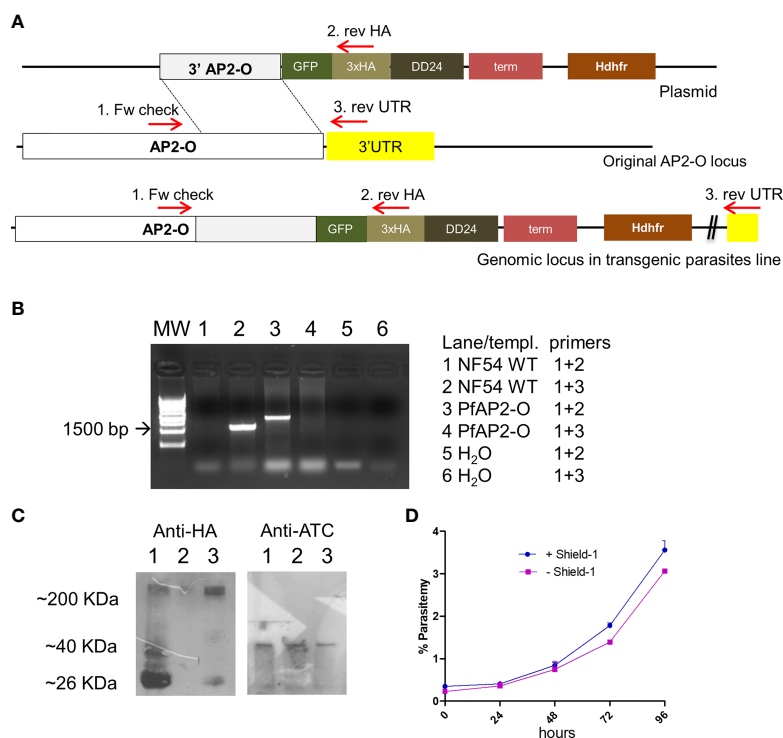 A
2. rev HA
3' AP2-O
GFP
3xHA
DD24
term
Hdhfr
Plasmid
1. Fw check
3. rev UTR
AP2-O
3'UTR
Original AP2-O locus
1. Fw check
2. rev HA
3. rev UTR
AP2-O
GFP
3xHA
DD24
term
Hdhfr
Genomic locus in transgenic parasites line
B
MW 1 2 3 4 5 6
1500 bp
Lane/templ. primers
1 NF54 WT 1+2
2 NF54 WT 1+3
3 PfAP2-O 1+2
4 PfAP2-O 1+3
5 H₂O 1+2
6 H₂O 1+3
C
Anti-HA Anti-ATC
1 2 3 1 2 3
~200 KDa
~40 KDa
~26 KDa
D
% Parasitemy
4
3
2
1
0
+ Shield-1
- Shield-1
0 24 48 72 96
hours